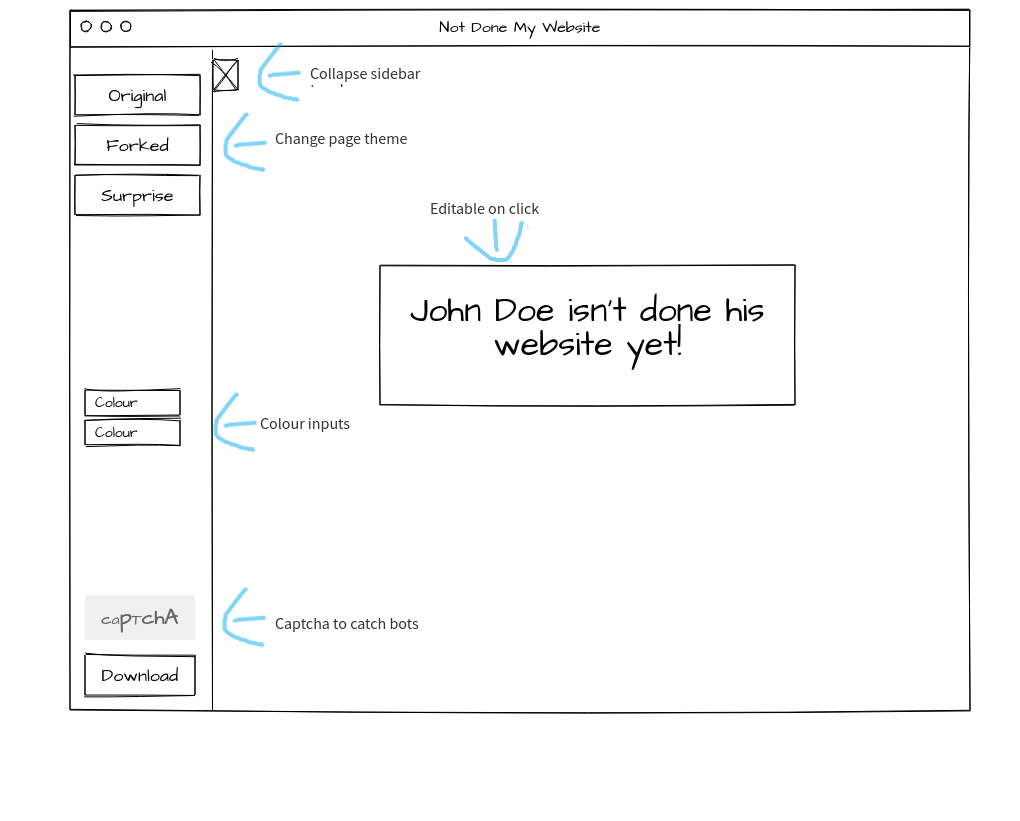 Not Done My Website
Collapse sidebar
Original
Change page theme
Forked
Surprise
Editable on click
John Doe isn't done his
website yet!
Colour
Colour
Colour inputs
capTchA
Captcha to catch bots
Download